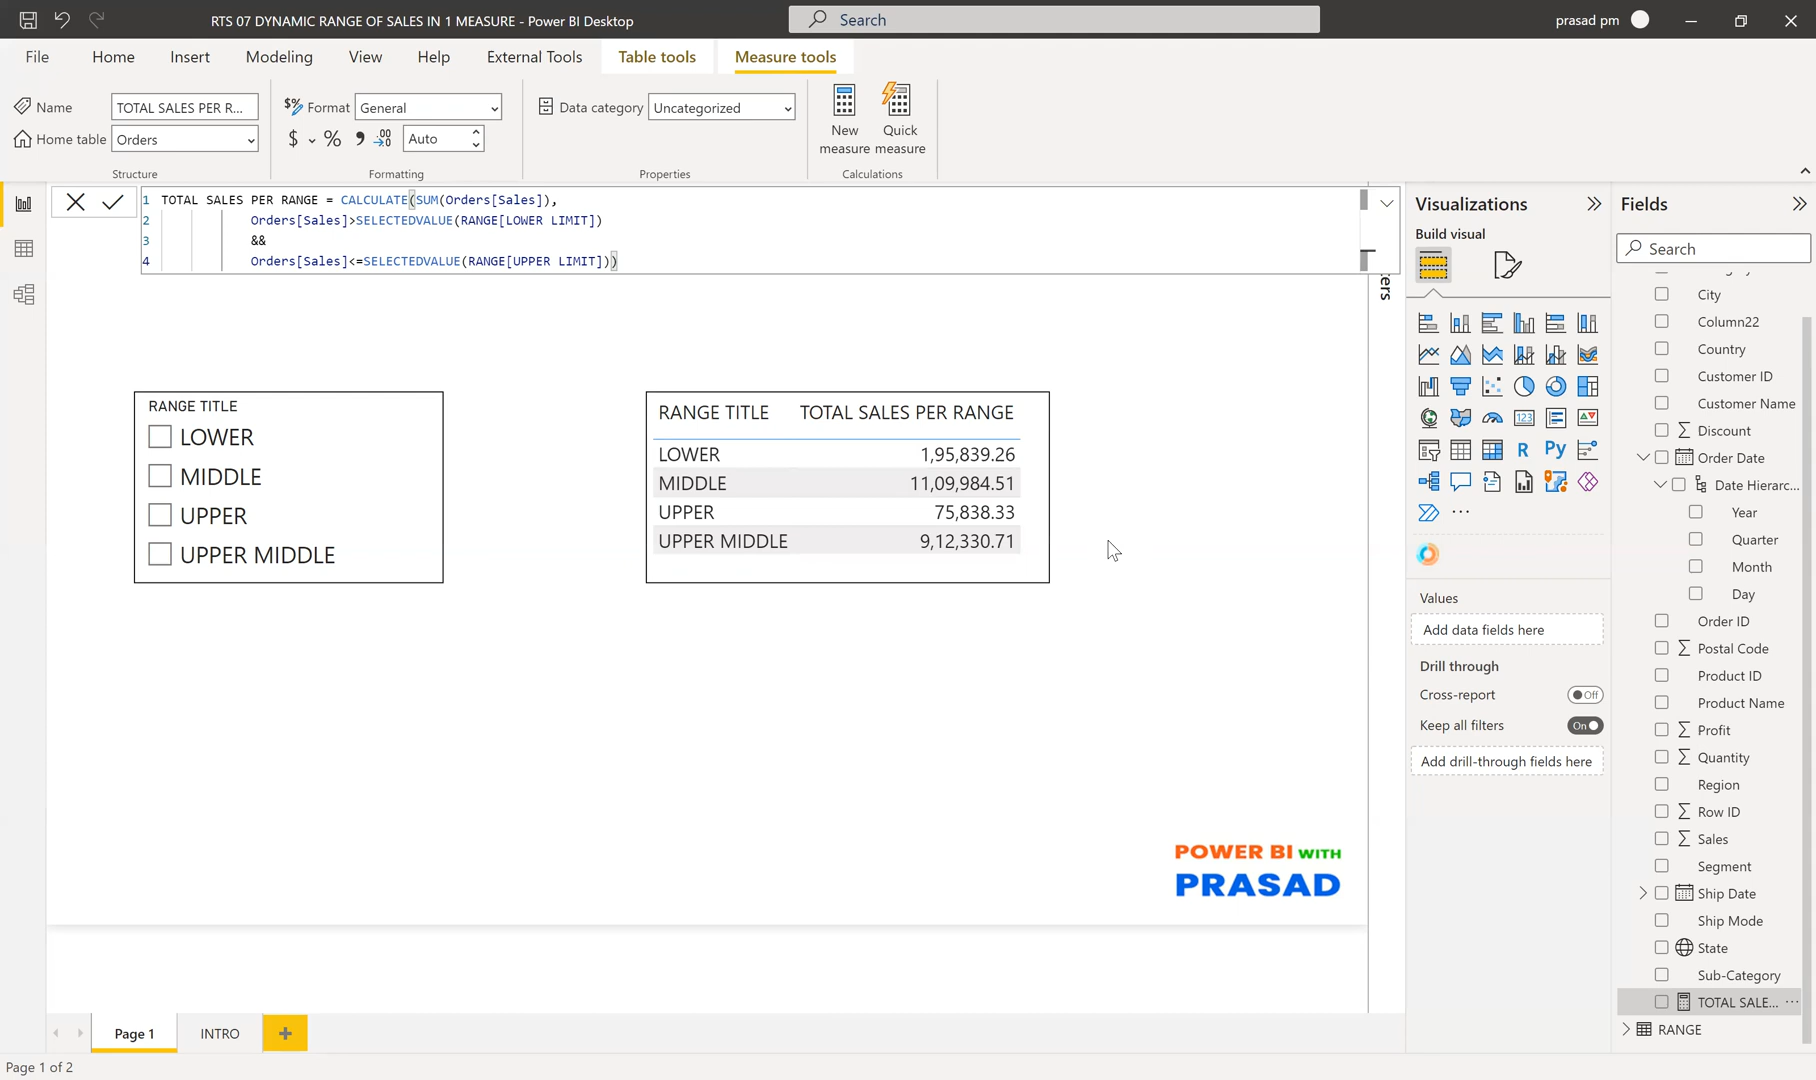 RTS 07 DYNAMIC RANGE OF SALES IN 1 MEASURE - Power BI Desktop
Search
prasad pm
File Home Insert Modeling View Help External Tools Table tools Measure tools
Name TOTAL SALES PER R...
Home table Orders
Structure
Format General
$ % 9 .00 Auto
Formatting
Data category Uncategorized
Properties
New measure
Quick measure
Calculations
1 TOTAL SALES PER RANGE = CALCULATE(SUM(Orders[Sales]),
2 Orders[Sales]>SELECTEDVALUE(RANGE[LOWER LIMIT])
3 &&
4 Orders[Sales]<=SELECTEDVALUE(RANGE[UPPER LIMIT]))
ers
RANGE TITLE
LOWER
MIDDLE
UPPER
UPPER MIDDLE
RANGE TITLE TOTAL SALES PER RANGE
LOWER 1,95,839.26
MIDDLE 11,09,984.51
UPPER 75,838.33
UPPER MIDDLE 9,12,330.71
POWER BI WITH
PRASAD
Page 1 INTRO +
Page 1 of 2
Visualizations
Build visual
123
R Py
...
Values
Add data fields here
Drill through
Cross-report Off
Keep all filters On
Add drill-through fields here
Fields
Search
City
Column22
Country
Customer ID
Customer Name
Discount
Order Date
Date Hierarc...
Year
Quarter
Month
Day
Order ID
Postal Code
Product ID
Product Name
Profit
Quantity
Region
Row ID
Sales
Segment
Ship Date
Ship Mode
State
Sub-Category
TOTAL SALE... ...
RANGE